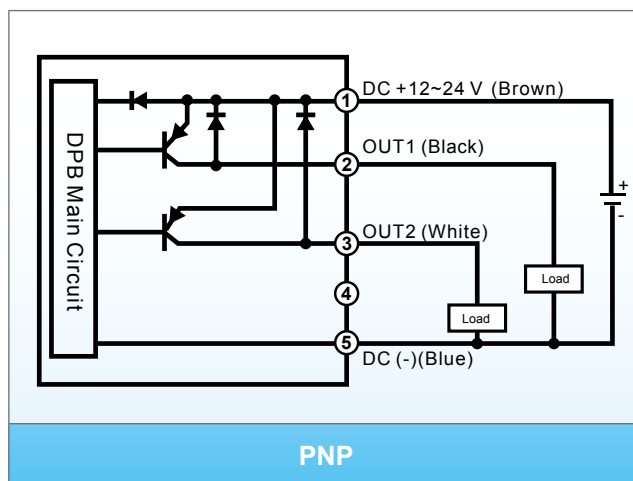 DPB Main Circuit
1
DC +12~24 V (Brown)
2
OUT1 (Black)
3
OUT2 (White)
4
5
DC (-)(Blue)
+
-
Load
Load
PNP